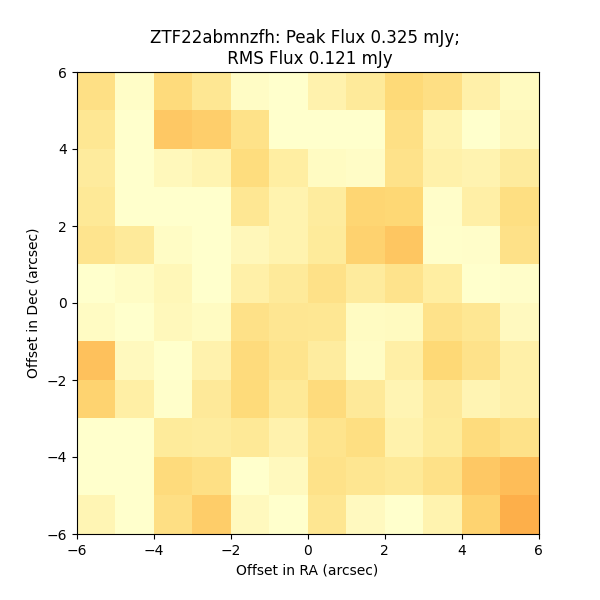 ZTF22abmnzfh: Peak Flux 0.325 mJy;
RMS Flux 0.121 mJy
6
4
2
0
−2
−4
−6
Offset in Dec (arcsec)
−6 −4 −2 0 2 4 6
Offset in RA (arcsec)